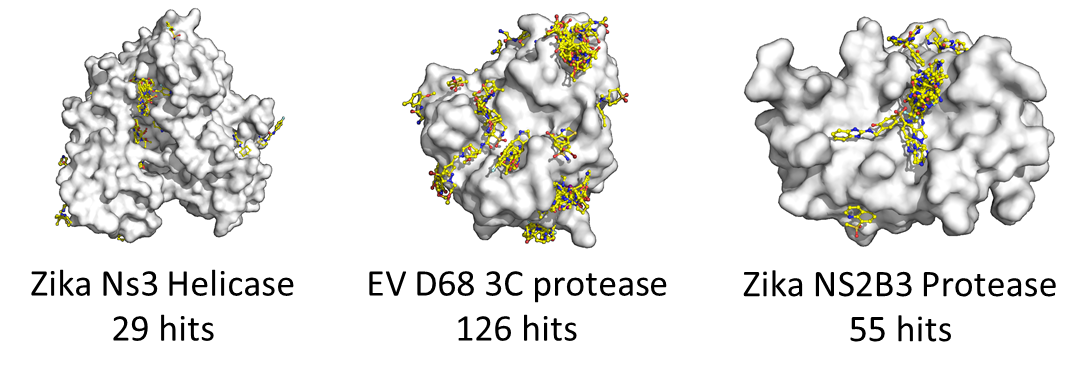 Zika Ns3 Helicase
29 hits
EV D68 3C protease
126 hits
Zika NS2B3 Protease
55 hits